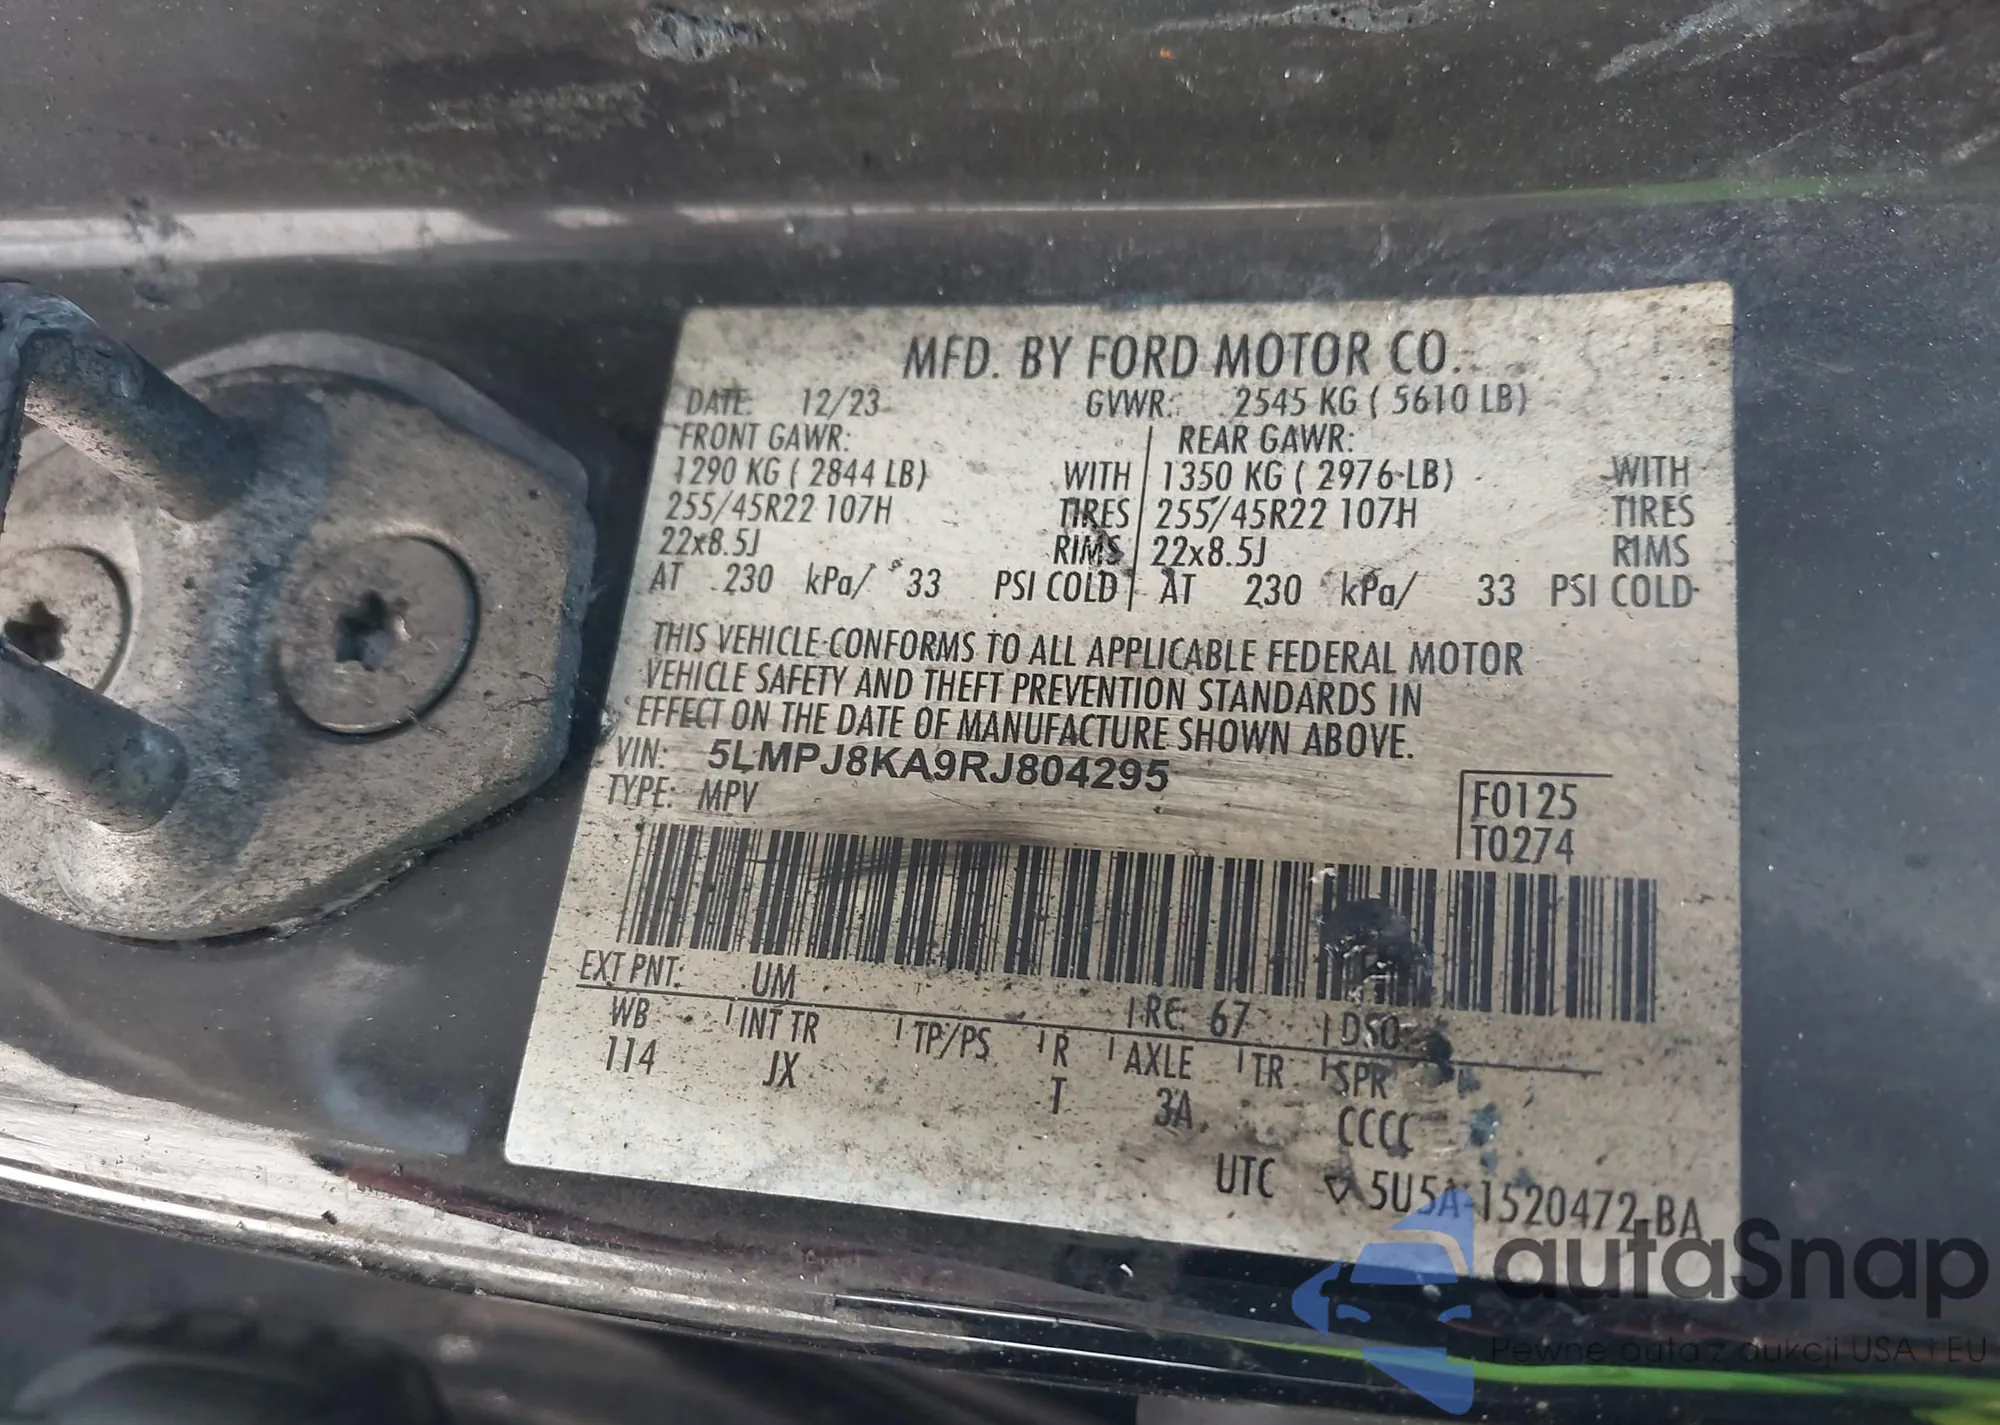 MFD. BY FORD MOTOR CO.
DATE: 12/23 GVWR: 2545 KG ( 5610 LB)
FRONT GAWR: REAR GAWR:
1290 KG ( 2844 LB) WITH 1350 KG ( 2976 LB) WITH
255/45R22 107H TIRES 255/45R22 107H TIRES
22x8.5J RIMS 22x8.5J RIMS
AT 230 kPa/ 33 PSI COLD AT 230 kPa/ 33 PSI COLD
THIS VEHICLE CONFORMS TO ALL APPLICABLE FEDERAL MOTOR
VEHICLE SAFETY AND THEFT PREVENTION STANDARDS IN
EFFECT ON THE DATE OF MANUFACTURE SHOWN ABOVE.
VIN: 5LMPJ8KA9RJ804295
TYPE: MPV
F0125
T0274
EXT PNT: UM RC: 67 DSO:
WB INT TR TP/PS R AXLE TR SPR
114 JX T 3A CCCC
UTC 5U5A-1520472-BA
autaSnap
Pewne auta z aukcji USA i EU